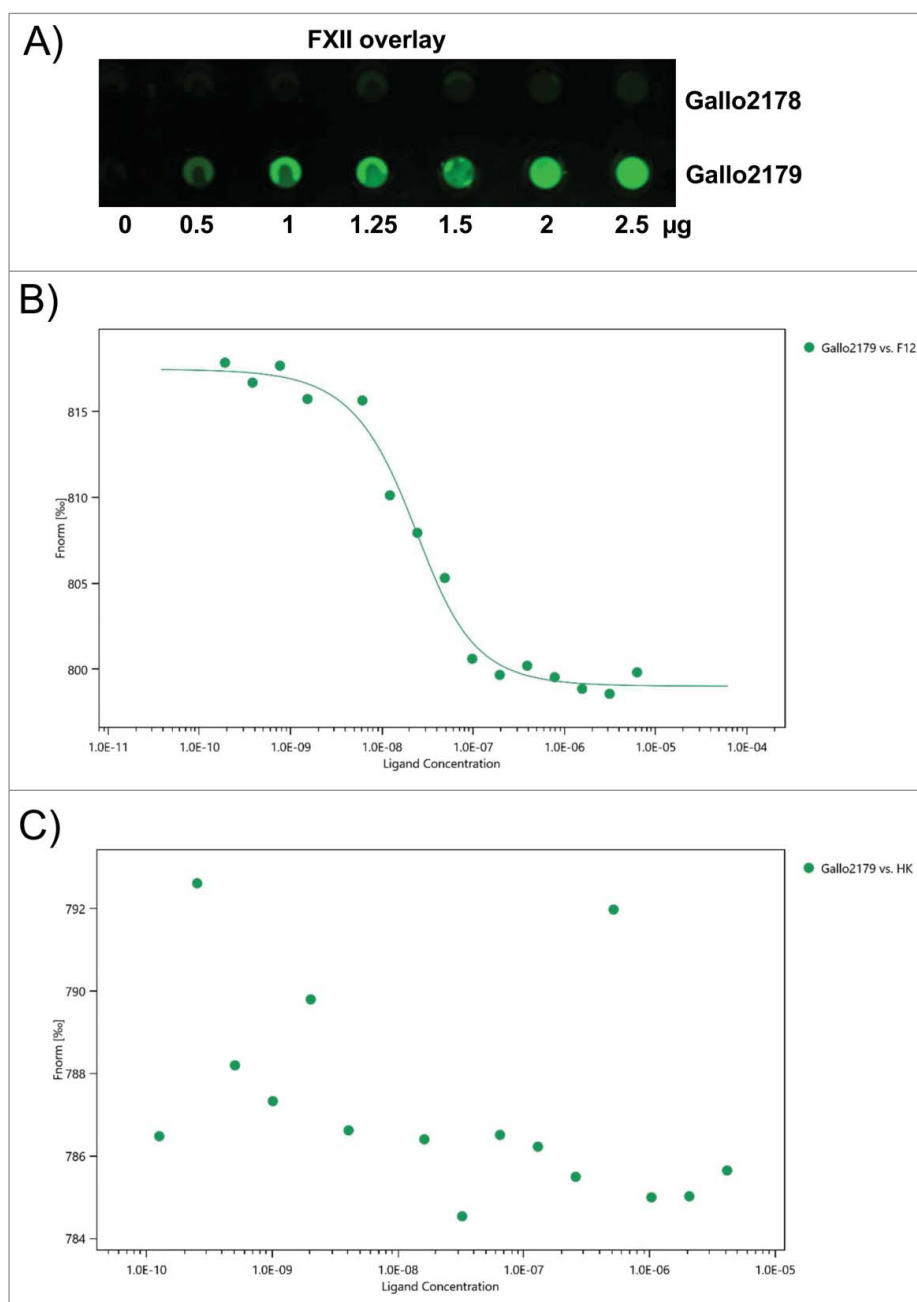 A)
FXII overlay
Gallo2178
Gallo2179
0 0.5 1 1.25 1.5 2 2.5 µg
B)
Gallo2179 vs. F12
815
810
805
800
Fnorm [‰]
1.0E-11 1.0E-10 1.0E-09 1.0E-08 1.0E-07 1.0E-06 1.0E-05 1.0E-04
Ligand Concentration
C)
Gallo2179 vs. HK
792
790
788
786
784
Fnorm [‰]
1.0E-10 1.0E-09 1.0E-08 1.0E-07 1.0E-06 1.0E-05
Ligand Concentration